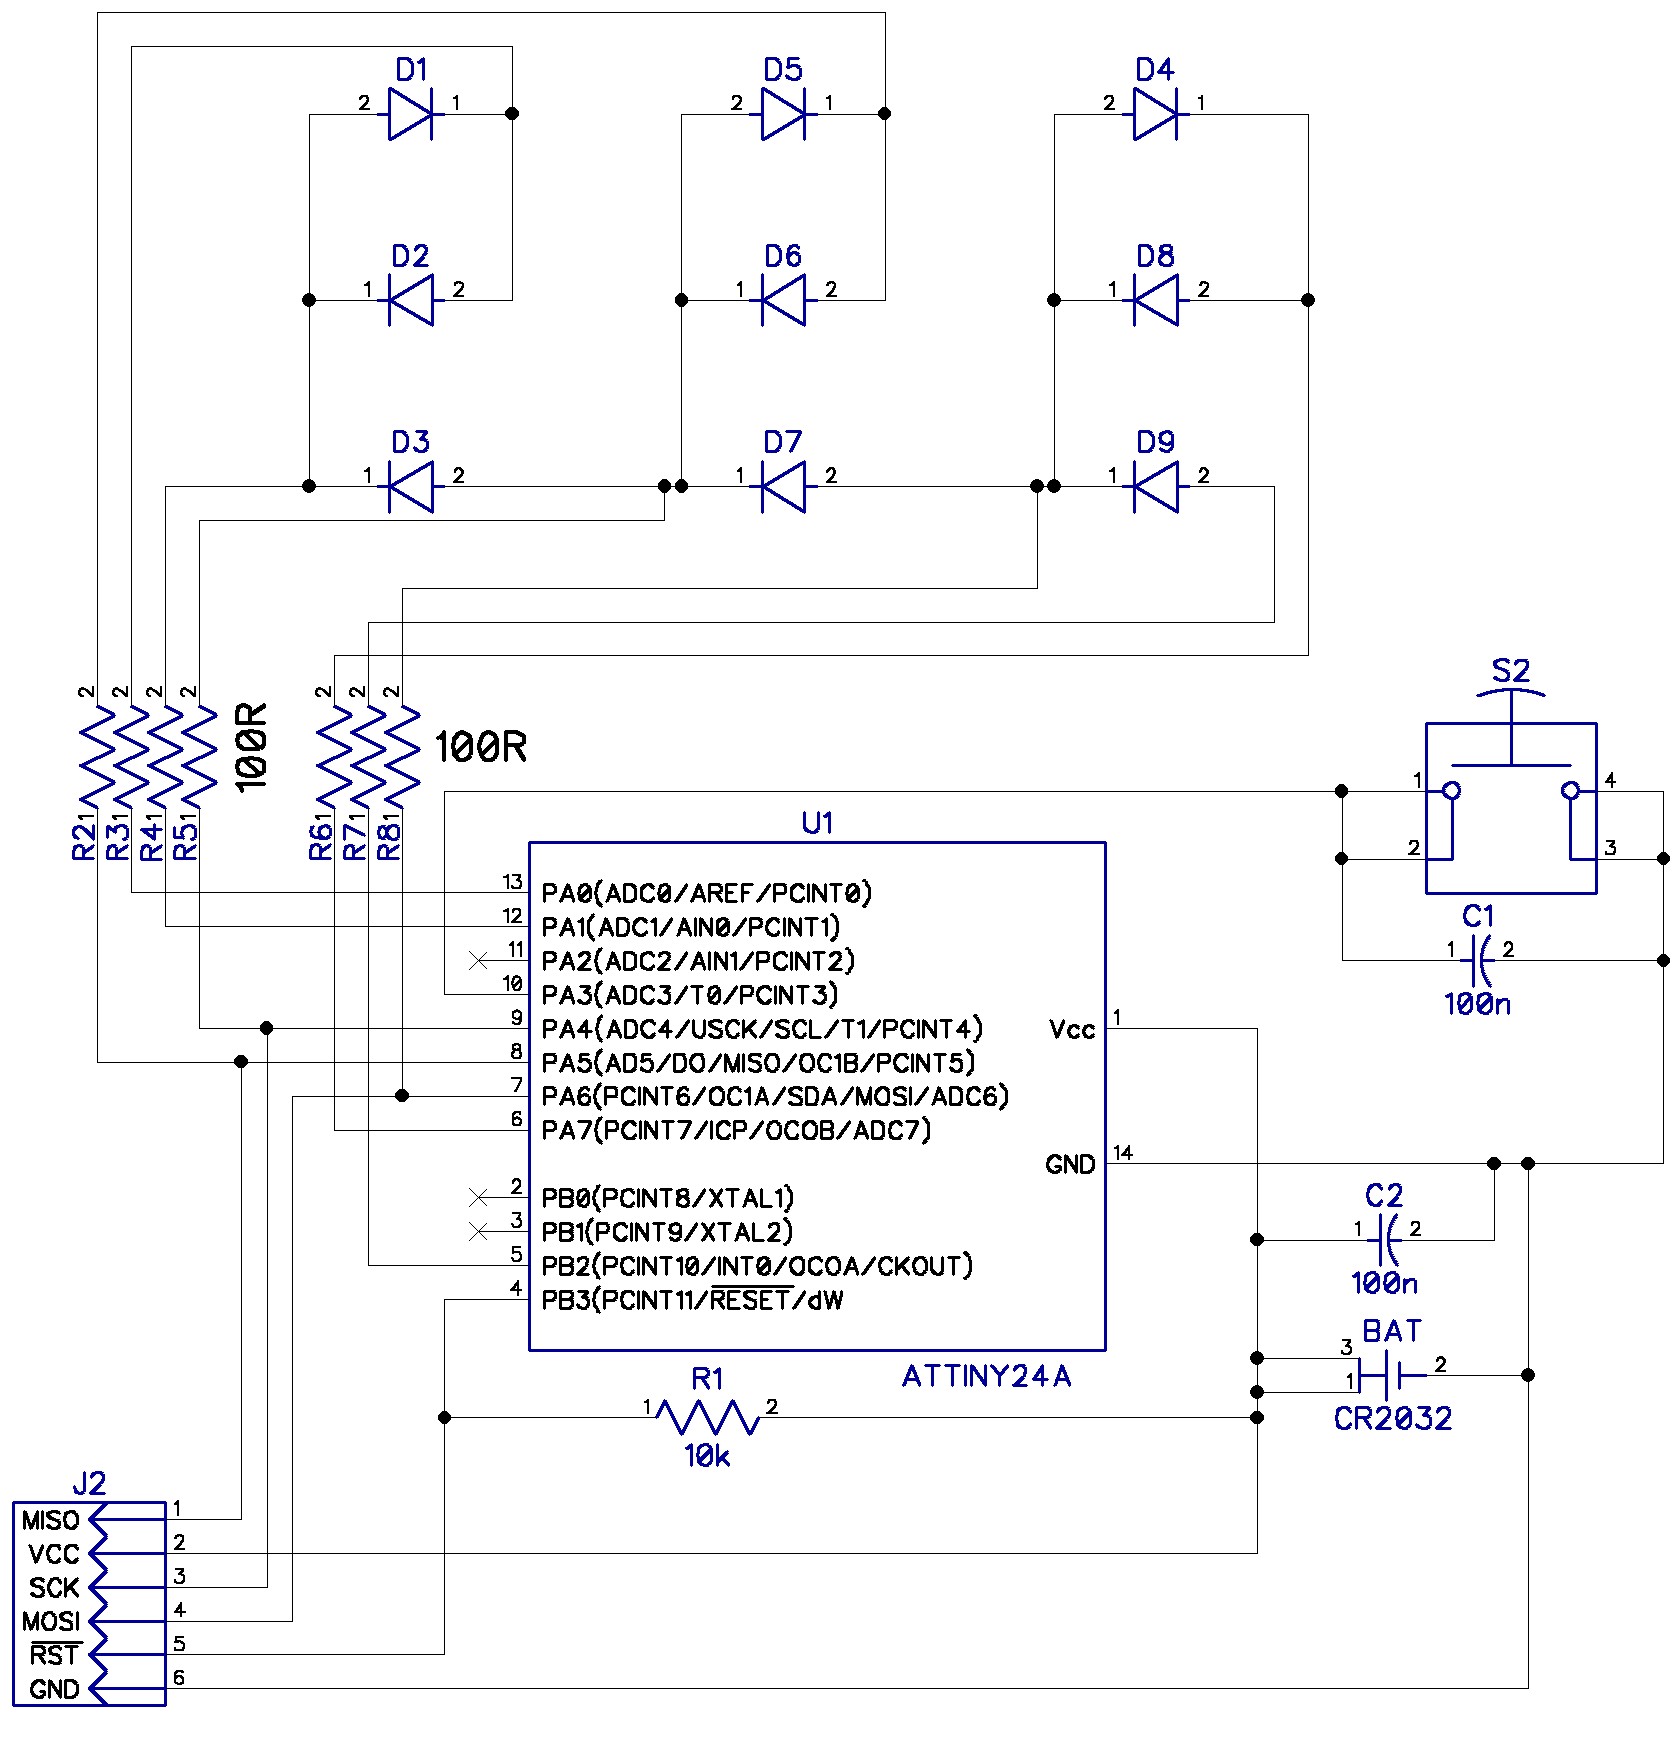 D1 D5 D4
2 1 2 1 2 1
D2 D6 D8
1 2 1 2 1 2
D3 D7 D9
1 2 1 2 1 2
2 2 2 2 2 2 2
100R 100R
1 1 1 1 1 1 1
R2 R3 R4 R5 R6 R7 R8
S2
1 4
2 3
C1
1 2
100n
U1
13 PA0(ADC0/AREF/PCINT0)
12 PA1(ADC1/AIN0/PCINT1)
11 PA2(ADC2/AIN1/PCINT2)
10 PA3(ADC3/T0/PCINT3)
9 PA4(ADC4/USCK/SCL/T1/PCINT4)
8 PA5(AD5/DO/MISO/OC1B/PCINT5)
7 PA6(PCINT6/OC1A/SDA/MOSI/ADC6)
6 PA7(PCINT7/ICP/OC0B/ADC7)
2 PB0(PCINT8/XTAL1)
3 PB1(PCINT9/XTAL2)
5 PB2(PCINT10/INT0/OC0A/CKOUT)
4 PB3(PCINT11/RESET/dW
Vcc 1
GND 14
ATTINY24A
C2
1 2
100n
BAT
3
1 2
CR2032
R1
1 2
10k
J2
MISO 1
VCC 2
SCK 3
MOSI 4
RST 5
GND 6